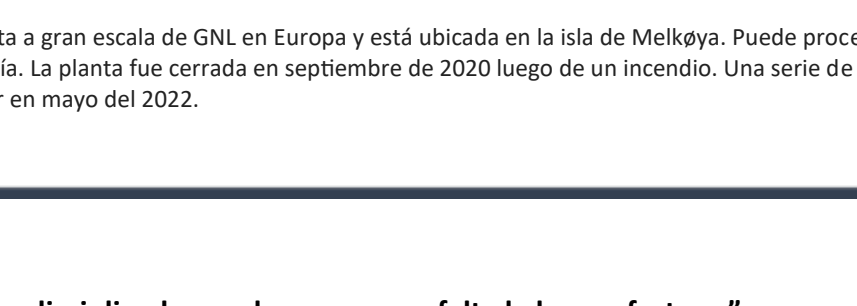 ta a gran escala de GNL en Europa y está ubicada en la isla de Melkøya. Puede proce
ía. La planta fue cerrada en septiembre de 2020 luego de un incendio. Una serie de
r en mayo del 2022.